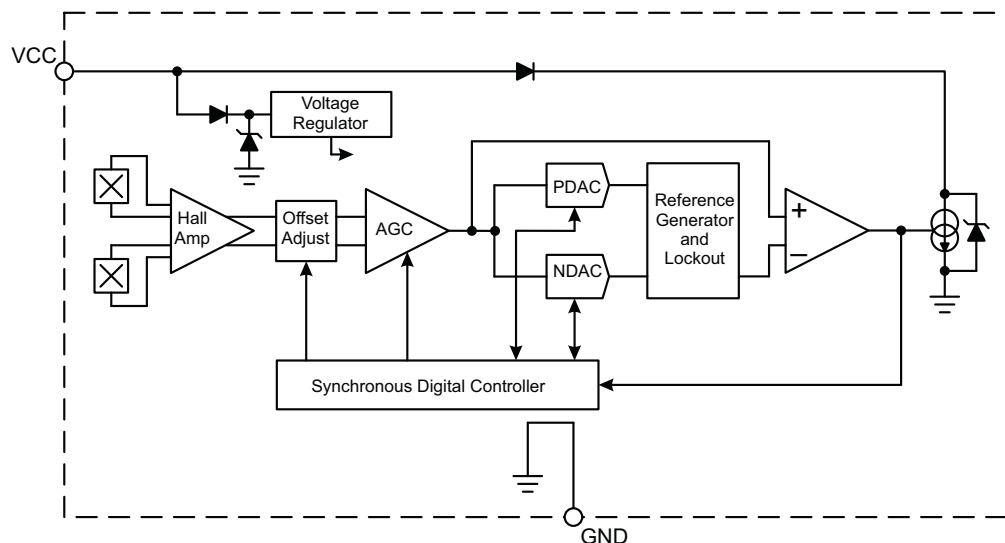 VCC
Voltage
Regulator
Hall
Amp
Offset
Adjust
AGC
PDAC
NDAC
Reference
Generator
and
Lockout
+
–
Synchronous Digital Controller
GND